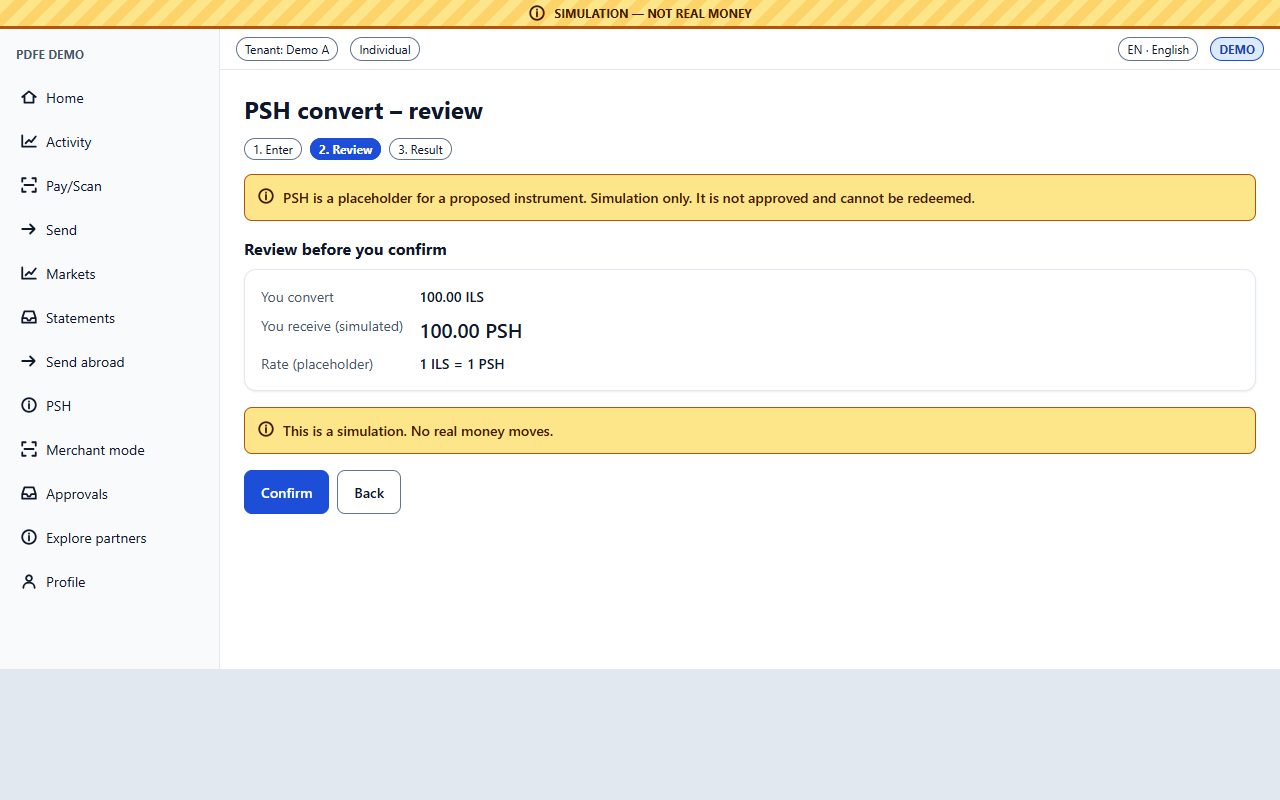 SIMULATION — NOT REAL MONEY
PDFE DEMO
Tenant: Demo A
Individual
EN · English
DEMO
Home
Activity
Pay/Scan
Send
Markets
Statements
Send abroad
PSH
Merchant mode
Approvals
Explore partners
Profile
PSH convert – review
1. Enter
2. Review
3. Result
PSH is a placeholder for a proposed instrument. Simulation only. It is not approved and cannot be redeemed.
Review before you confirm
You convert 100.00 ILS
You receive (simulated) 100.00 PSH
Rate (placeholder) 1 ILS = 1 PSH
This is a simulation. No real money moves.
Confirm
Back